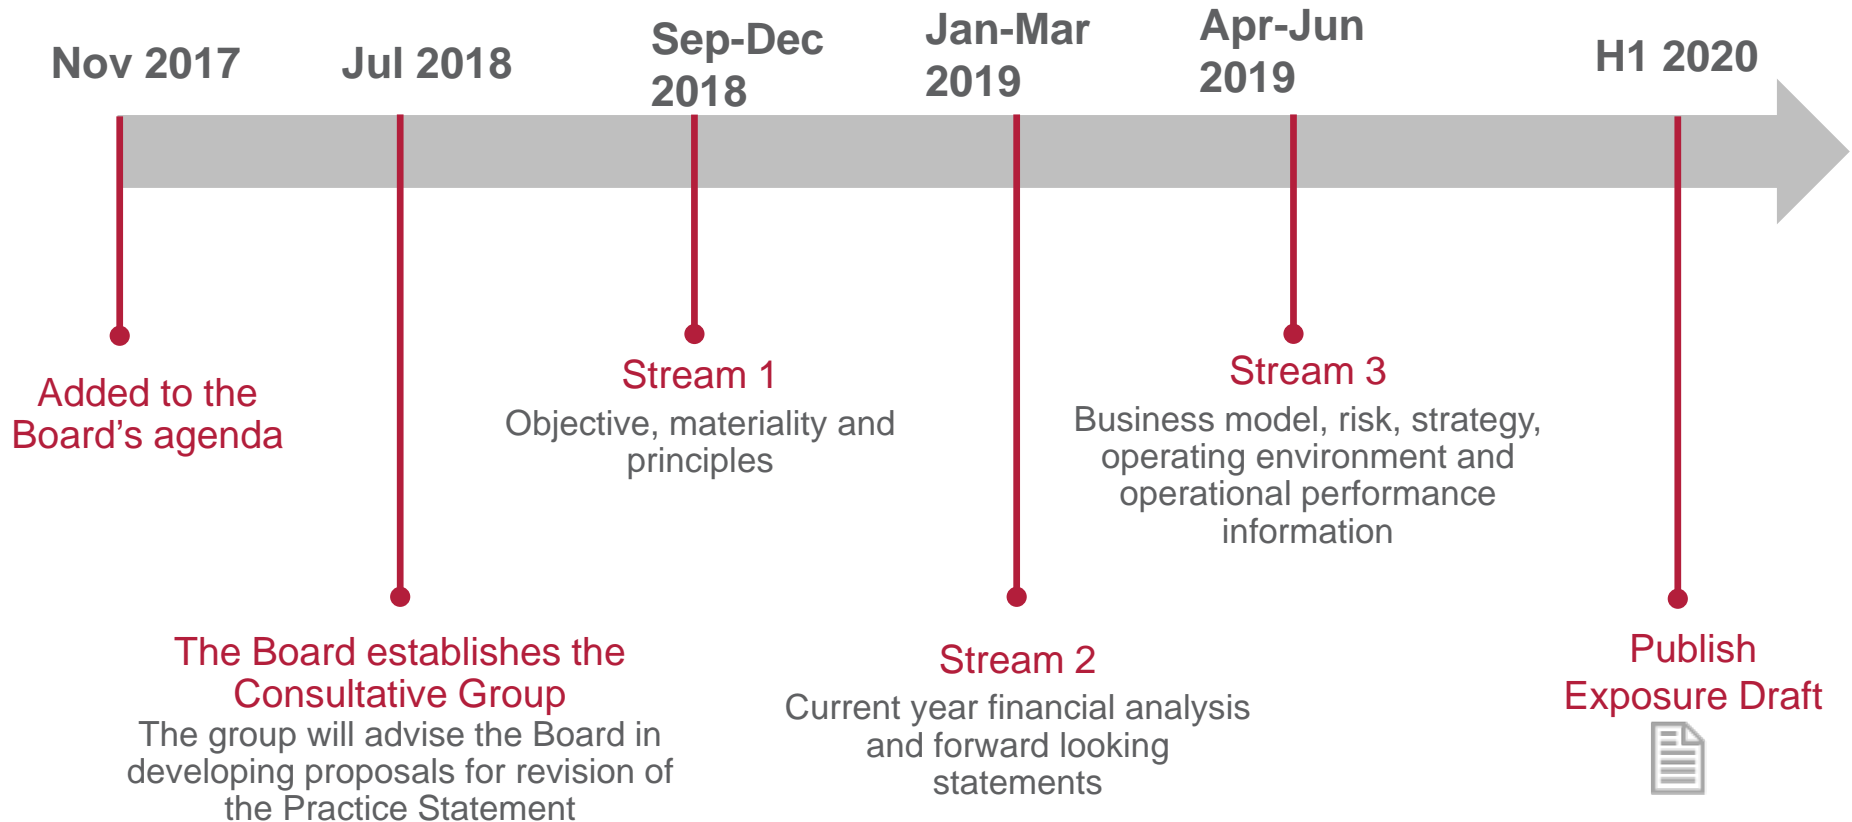 Nov 2017
Jul 2018
Sep-Dec
2018
Jan-Mar
2019
Apr-Jun
2019
H1 2020
Added to the
Board’s agenda
The Board establishes the
Consultative Group
The group will advise the Board in
developing proposals for revision of
the Practice Statement
Stream 1
Objective, materiality and
principles
Stream 2
Current year financial analysis
and forward looking
statements
Stream 3
Business model, risk, strategy,
operating environment and
operational performance
information
Publish
Exposure Draft